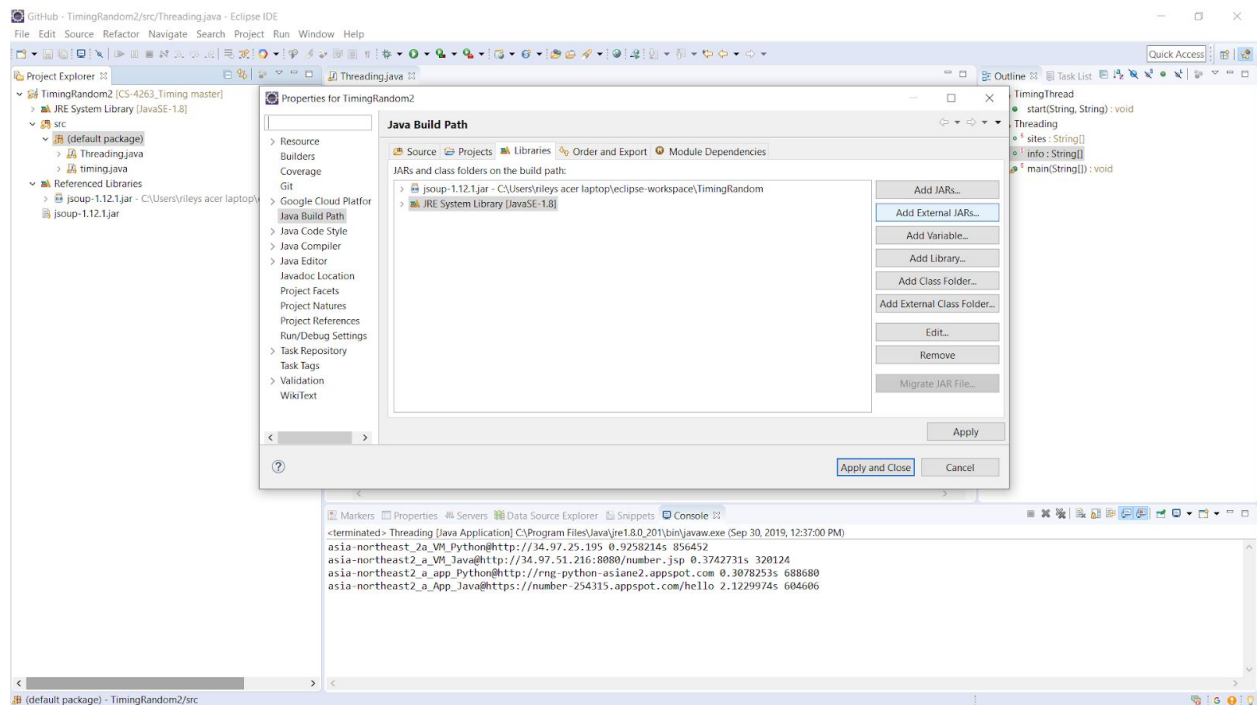 GitHub - TimingRandom2/src/Threading.java - Eclipse IDE
File Edit Source Refactor Navigate Search Project Run Window Help
Quick Access
Project Explorer
TimingRandom2 [CS-4263_Timing master]
JRE System Library [JavaSE-1.8]
src
(default package)
Threading.java
timing.java
Referenced Libraries
jsoup-1.12.1.jar - C:\Users\rileys acer laptop\
jsoup-1.12.1.jar
Threading.java
Properties for TimingRandom2
Resource
Builders
Coverage
Git
Google Cloud Platfor
Java Build Path
Java Code Style
Java Compiler
Java Editor
Javadoc Location
Project Facets
Project Natures
Project References
Run/Debug Settings
Task Repository
Task Tags
Validation
WikiText
Java Build Path
Source Projects Libraries Order and Export Module Dependencies
JARs and class folders on the build path:
jsoup-1.12.1.jar - C:\Users\rileys acer laptop\eclipse-workspace\TimingRandom
JRE System Library [JavaSE-1.8]
Add JARs...
Add External JARs...
Add Variable...
Add Library...
Add Class Folder...
Add External Class Folder...
Edit...
Remove
Migrate JAR File...
Apply
Apply and Close Cancel
Outline Task List
TimingThread
start(String, String) : void
Threading
sites : String[]
info : String[]
main(String[]) : void
Markers Properties Servers Data Source Explorer Snippets Console
<terminated> Threading [Java Application] C:\Program Files\Java\jre1.8.0_201\bin\javaw.exe (Sep 30, 2019, 12:37:00 PM)
asia-northeast_2a_VM_Python@http://34.97.25.195 0.9258214s 856452
asia-northeast2_a_VM_Java@http://34.97.51.216:8080/number.jsp 0.3742731s 320124
asia-northeast2_a_app_Python@http://rng-python-asiane2.appspot.com 0.3078253s 688680
asia-northeast2_a_App_Java@https://number-254315.appspot.com/hello 2.1229974s 604606
(default package) - TimingRandom2/src